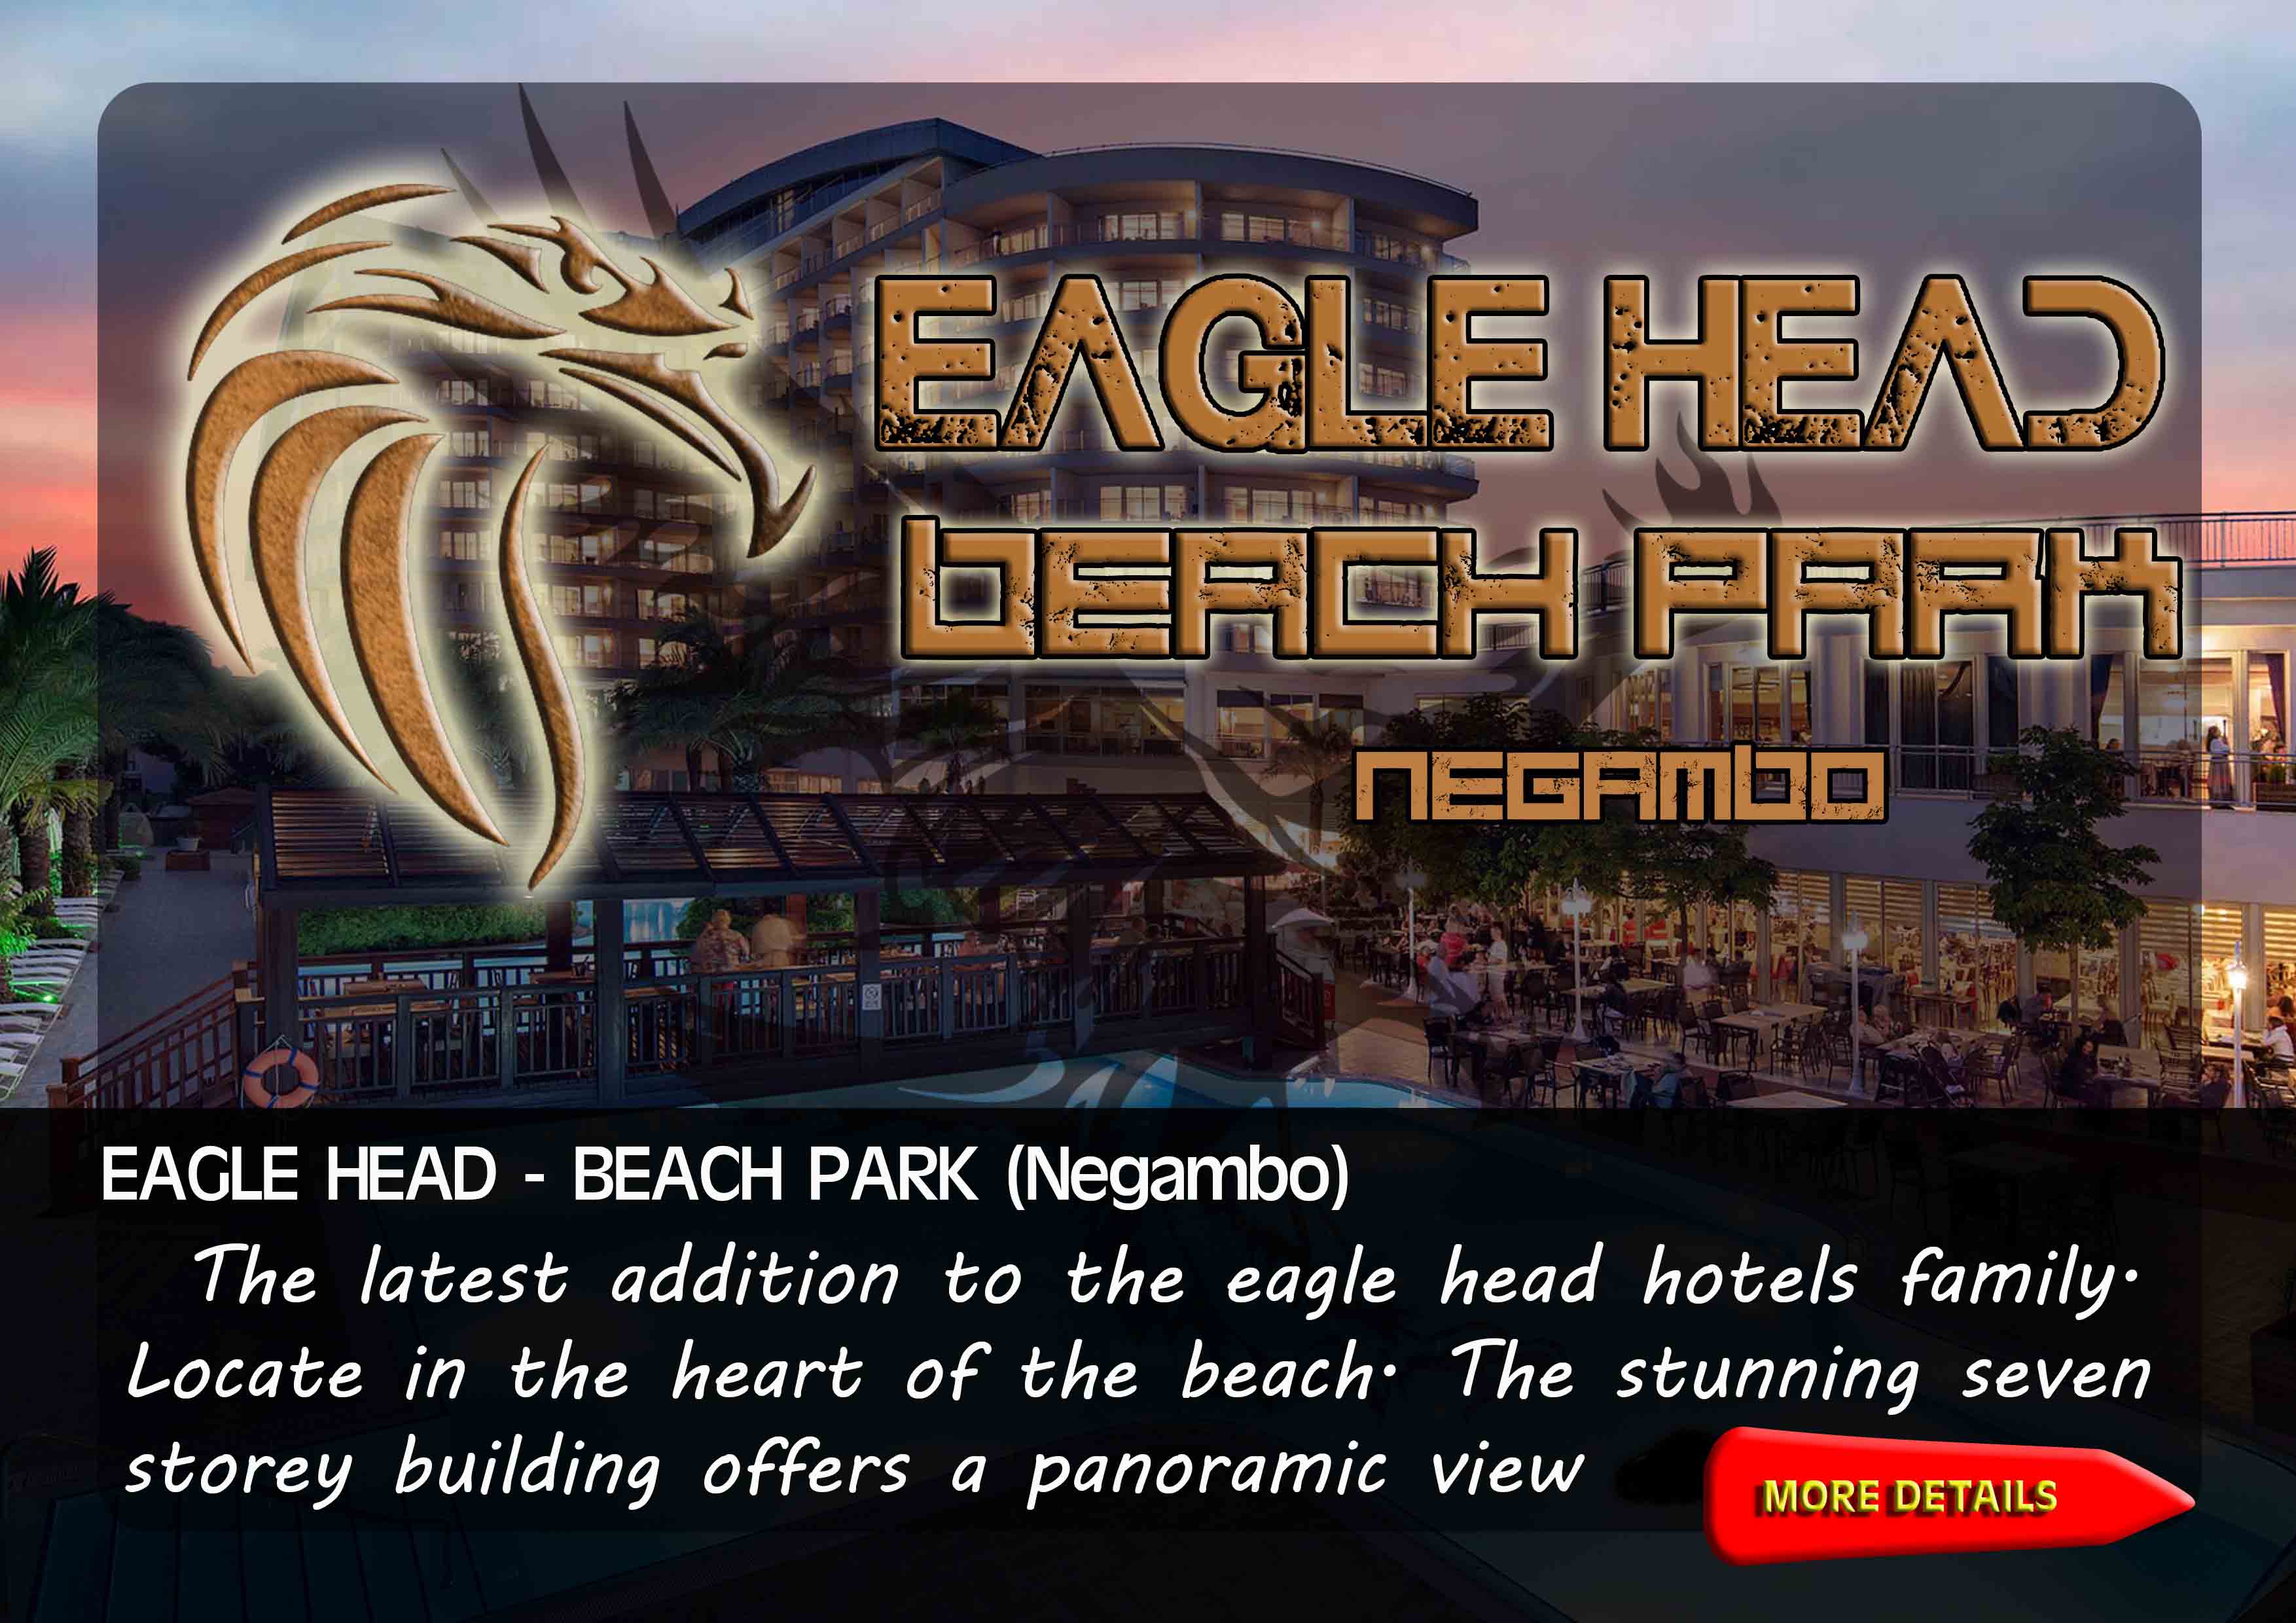 EAGLE HEAD
BEACH PARK
NEGAMBO
EAGLE HEAD - BEACH PARK (Negambo)
The latest addition to the eagle head hotels family.
Locate in the heart of the beach. The stunning seven
storey building offers a panoramic view
MORE DETAILS